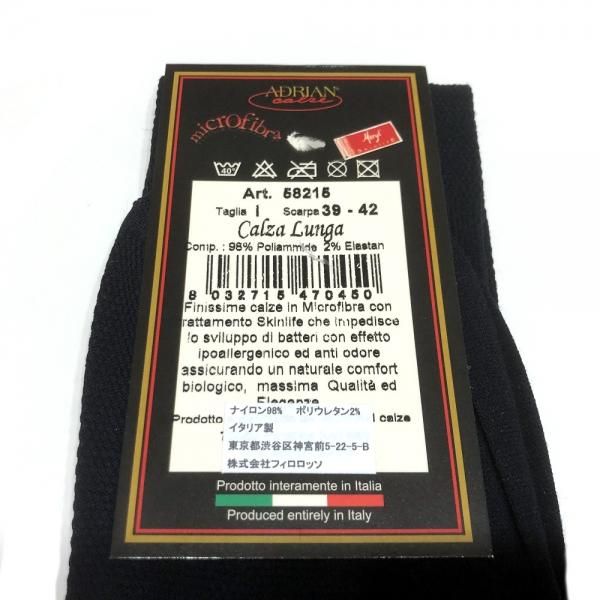 ADRIAN®
calze
microfibra
Meryl
40°
Art. 58215
Taglia I Scarpa 39 - 42
Calza Lunga
Comp.: 98% Poliammide 2% Elastan
8 032715 470450
Finissime calze in Microfibra con
rattamento Skinlife che impedisce
lo sviluppo di batteri con effetto
ipoallergenico ed anti odore
assicurando un naturale comfort
biologico, massima Qualità ed
Prodotto calze
ナイロン98% ポリウレタン2%
イタリア製
東京都渋谷区神宮前5-22-5-B
株式会社フィロロッソ
Prodotto interamente in Italia
Produced entirely in Italy